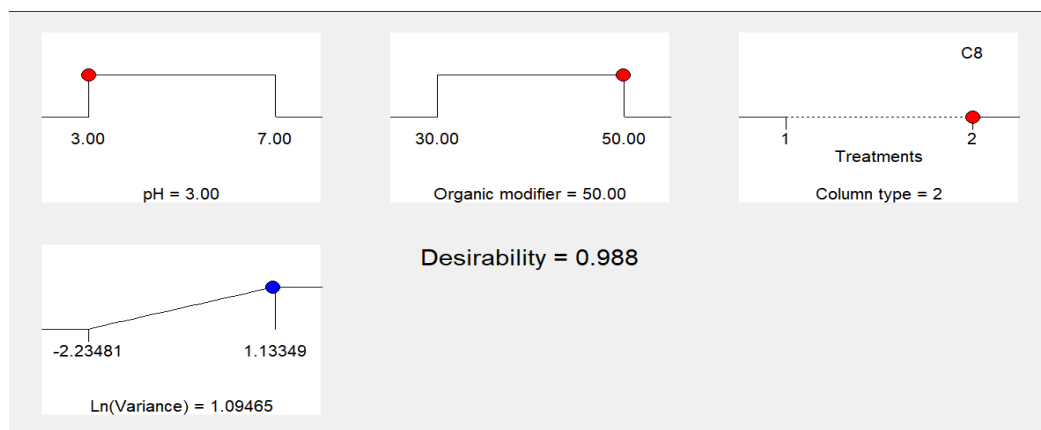 3.00 7.00
pH = 3.00
30.00 50.00
Organic modifier = 50.00
C8
1 2
Treatments
Column type = 2
-2.23481 1.13349
Ln(Variance) = 1.09465
Desirability = 0.988